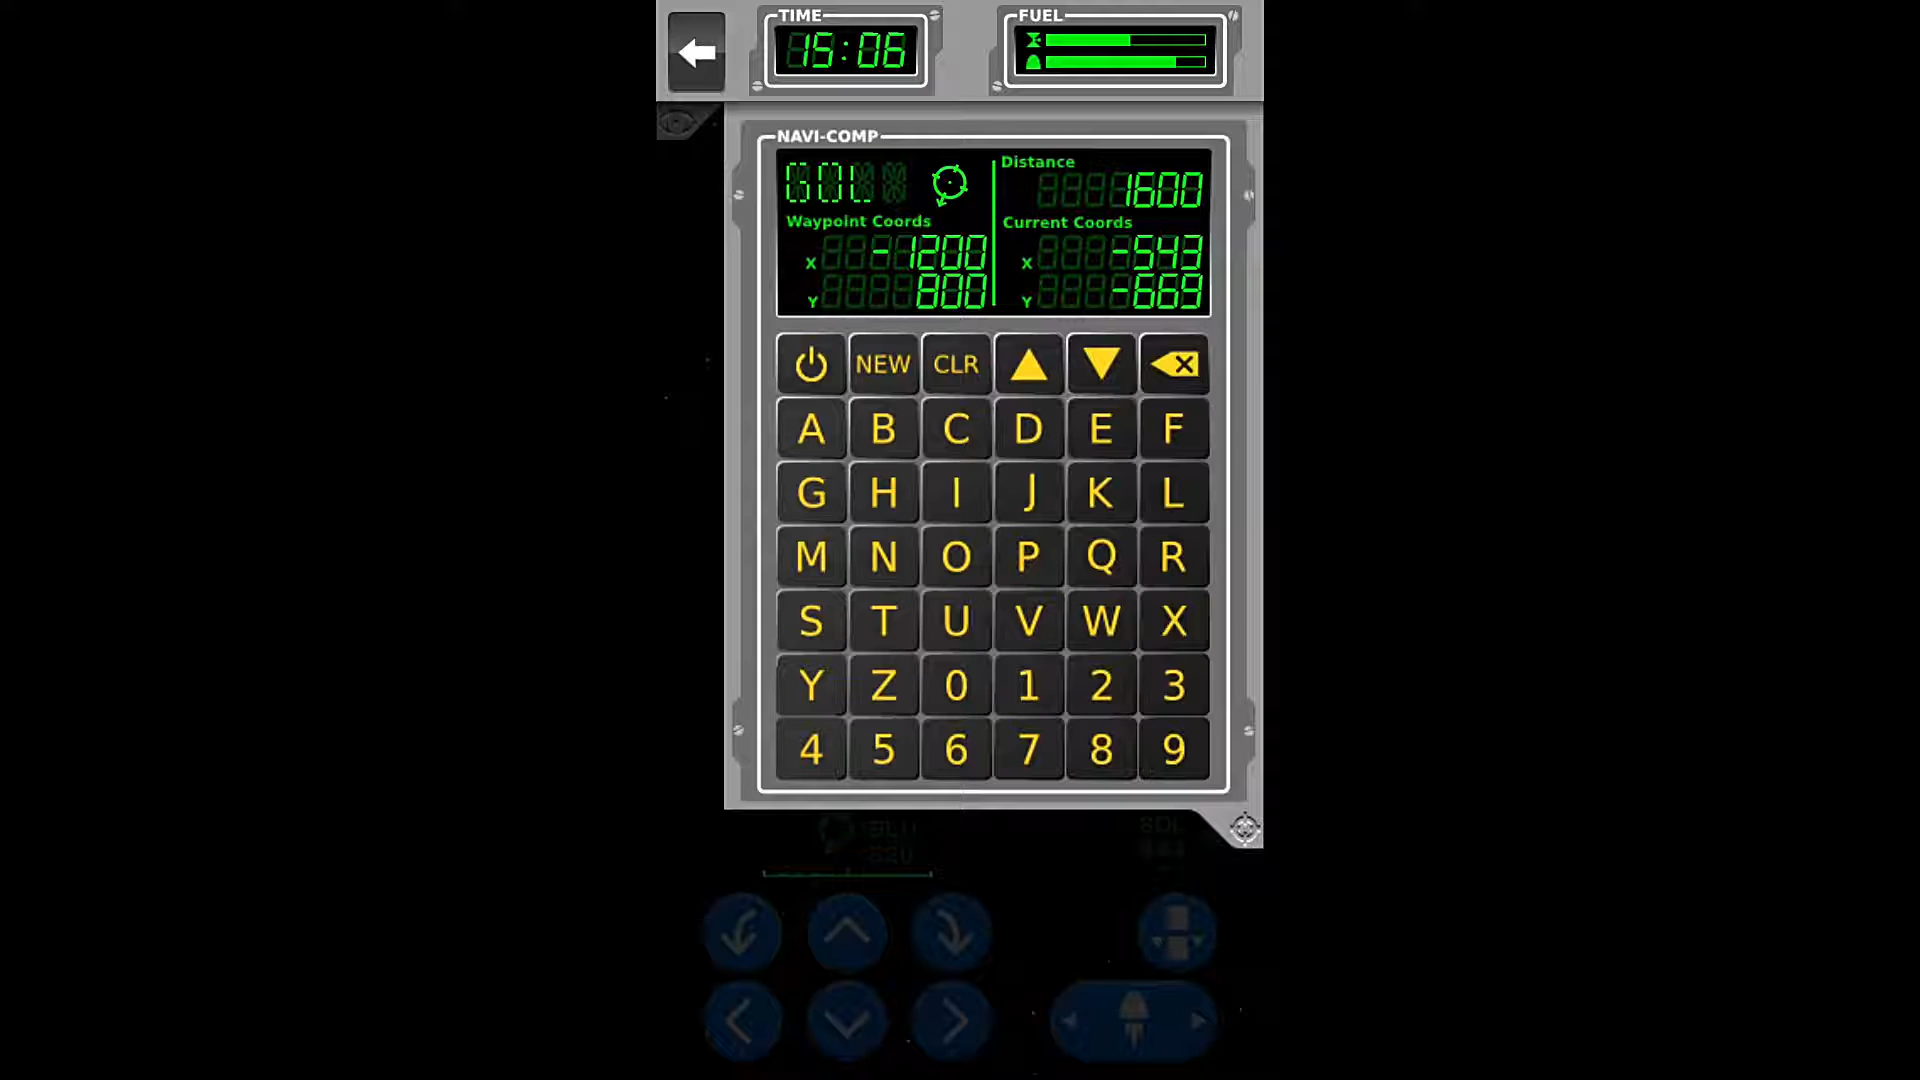 TIME
15:06
FUEL
NAVI-COMP
GOL
Distance
1600
Waypoint Coords
Current Coords
X -1200
X -543
Y 800
Y -669
NEW CLR
A B C D E F
G H I J K L
M N O P Q R
S T U V W X
Y Z 0 1 2 3
4 5 6 7 8 9